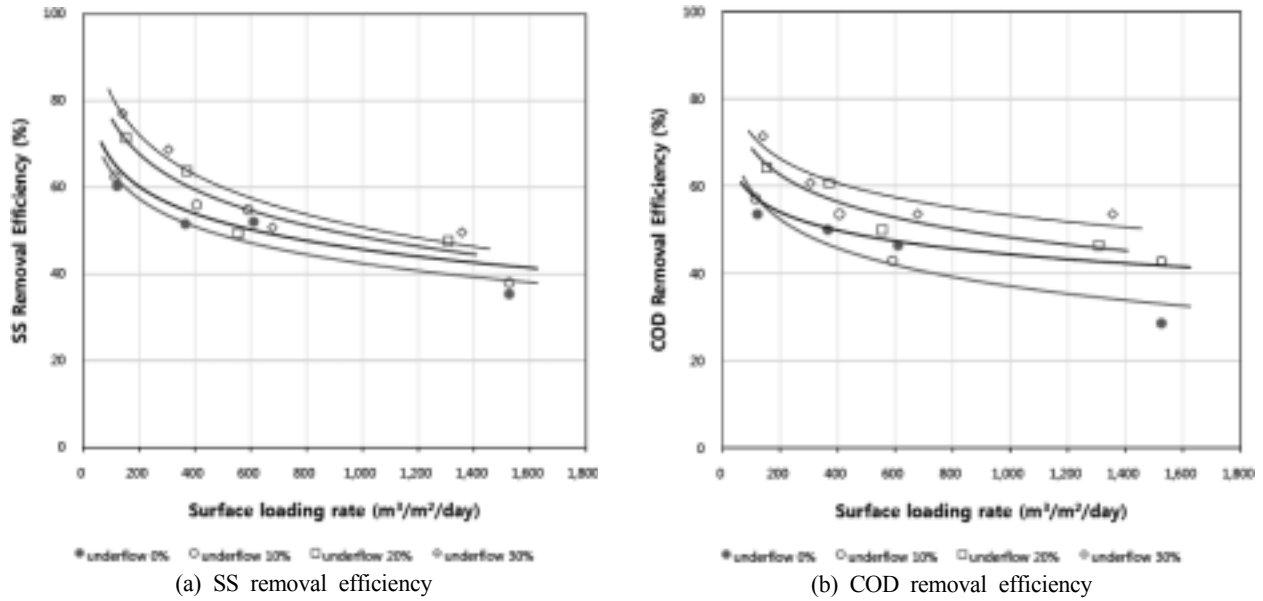 100
80
60
40
20
0
SS Removal Efficiency (%)
0 200 400 600 800 1,000 1,200 1,400 1,600 1,800
Surface loading rate (m³/m²/day)
underflow 0% underflow 10% underflow 20% underflow 30%
(a) SS removal efficiency
100
80
60
40
20
0
COD Removal Efficiency (%)
0 200 400 600 800 1,000 1,200 1,400 1,600 1,800
Surface loading rate (m³/m²/day)
underflow 0% underflow 10% underflow 20% underflow 30%
(b) COD removal efficiency